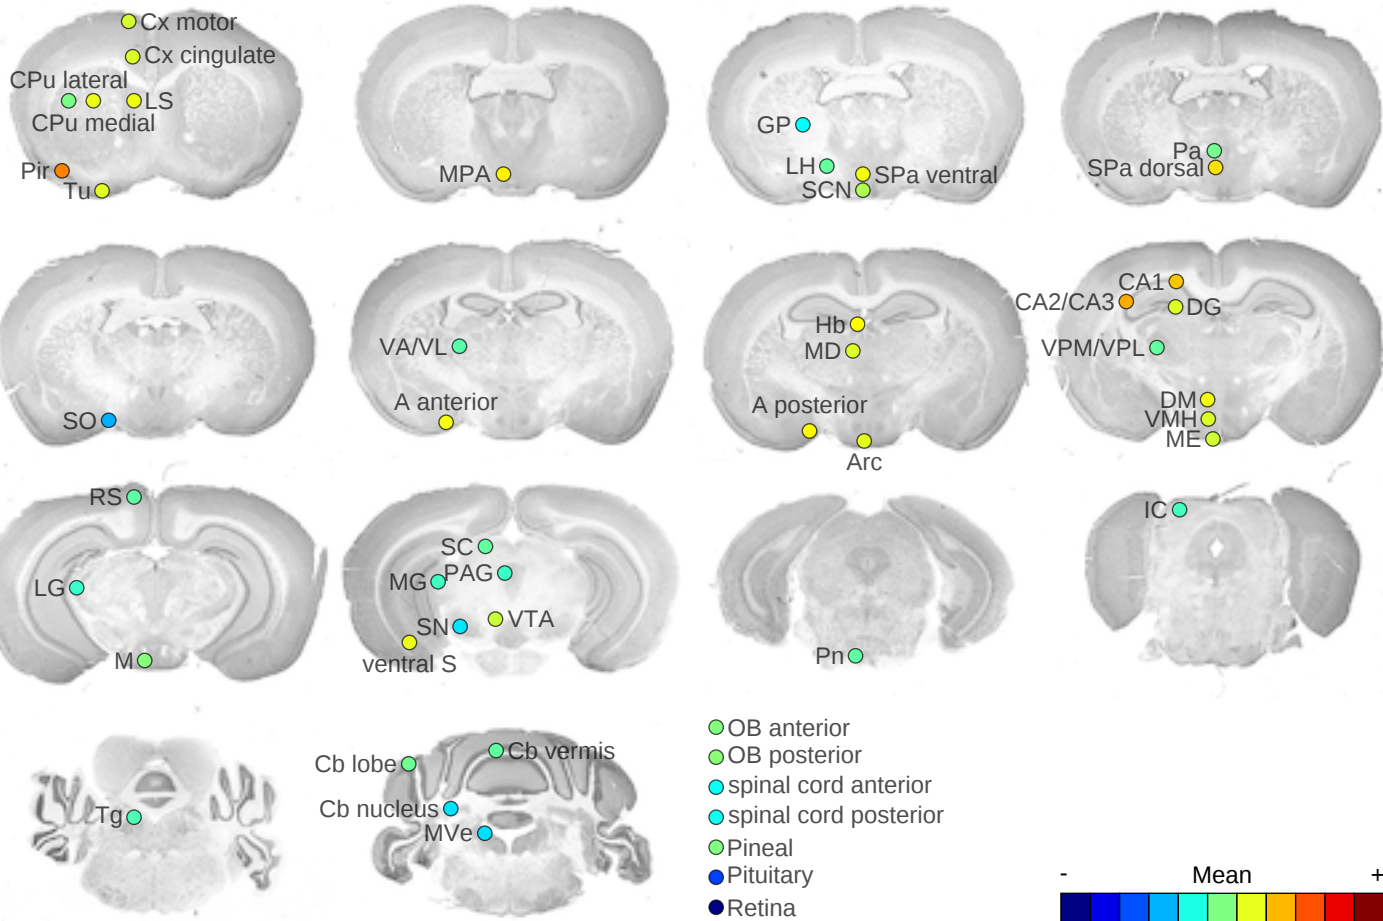 Cx motor
Cx cingulate
CPu lateral
LS
CPu medial
Pir
Tu
MPA
GP
LH
SPa ventral
SCN
Pa
SPa dorsal
SO
VA/VL
A anterior
Hb
MD
A posterior
Arc
CA1
CA2/CA3
DG
VPM/VPL
DM
VMH
ME
RS
LG
M
SC
PAG
MG
SN
VTA
ventral S
Pn
IC
Tg
Cb lobe
Cb vermis
Cb nucleus
MVe
OB anterior
OB posterior
spinal cord anterior
spinal cord posterior
Pineal
Pituitary
Retina
- Mean +